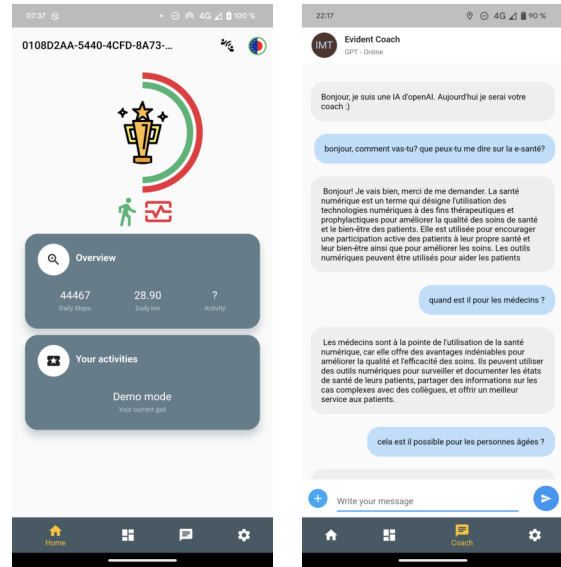 07:37
4G 100 %
0108D2AA-5440-4CFD-8A73-...
Overview
44467 28.90 ?
Daily Steps Daily km Activity
Your activities
Demo mode
Your current gait
Home
22:17
4G 90 %
IMT
Evident Coach
GPT - Online
Bonjour, je suis une IA d'openAI. Aujourd'hui je serai votre
coach :)
bonjour, comment vas-tu? que peux-tu me dire sur la e-santé?
Bonjour! Je vais bien, merci de me demander. La santé
numérique est un terme qui désigne l'utilisation des
technologies numériques à des fins thérapeutiques et
prophylactiques pour améliorer la qualité des soins de santé
et le bien-être des patients. Elle est utilisée pour encourager
une participation active des patients à leur propre santé et
leur bien-être ainsi que pour améliorer les soins. Les outils
numériques peuvent être utilisés pour aider les patients
quand est il pour les médecins ?
Les médecins sont à la pointe de l'utilisation de la santé
numérique, car elle offre des avantages indéniables pour
améliorer la qualité et l'efficacité des soins. Ils peuvent utiliser
des outils numériques pour surveiller et documenter les états
de santé de leurs patients, partager des informations sur les
cas complexes avec des collègues, et offrir un meilleur
service aux patients.
cela est il possible pour les personnes âgées ?
Write your message
Coach